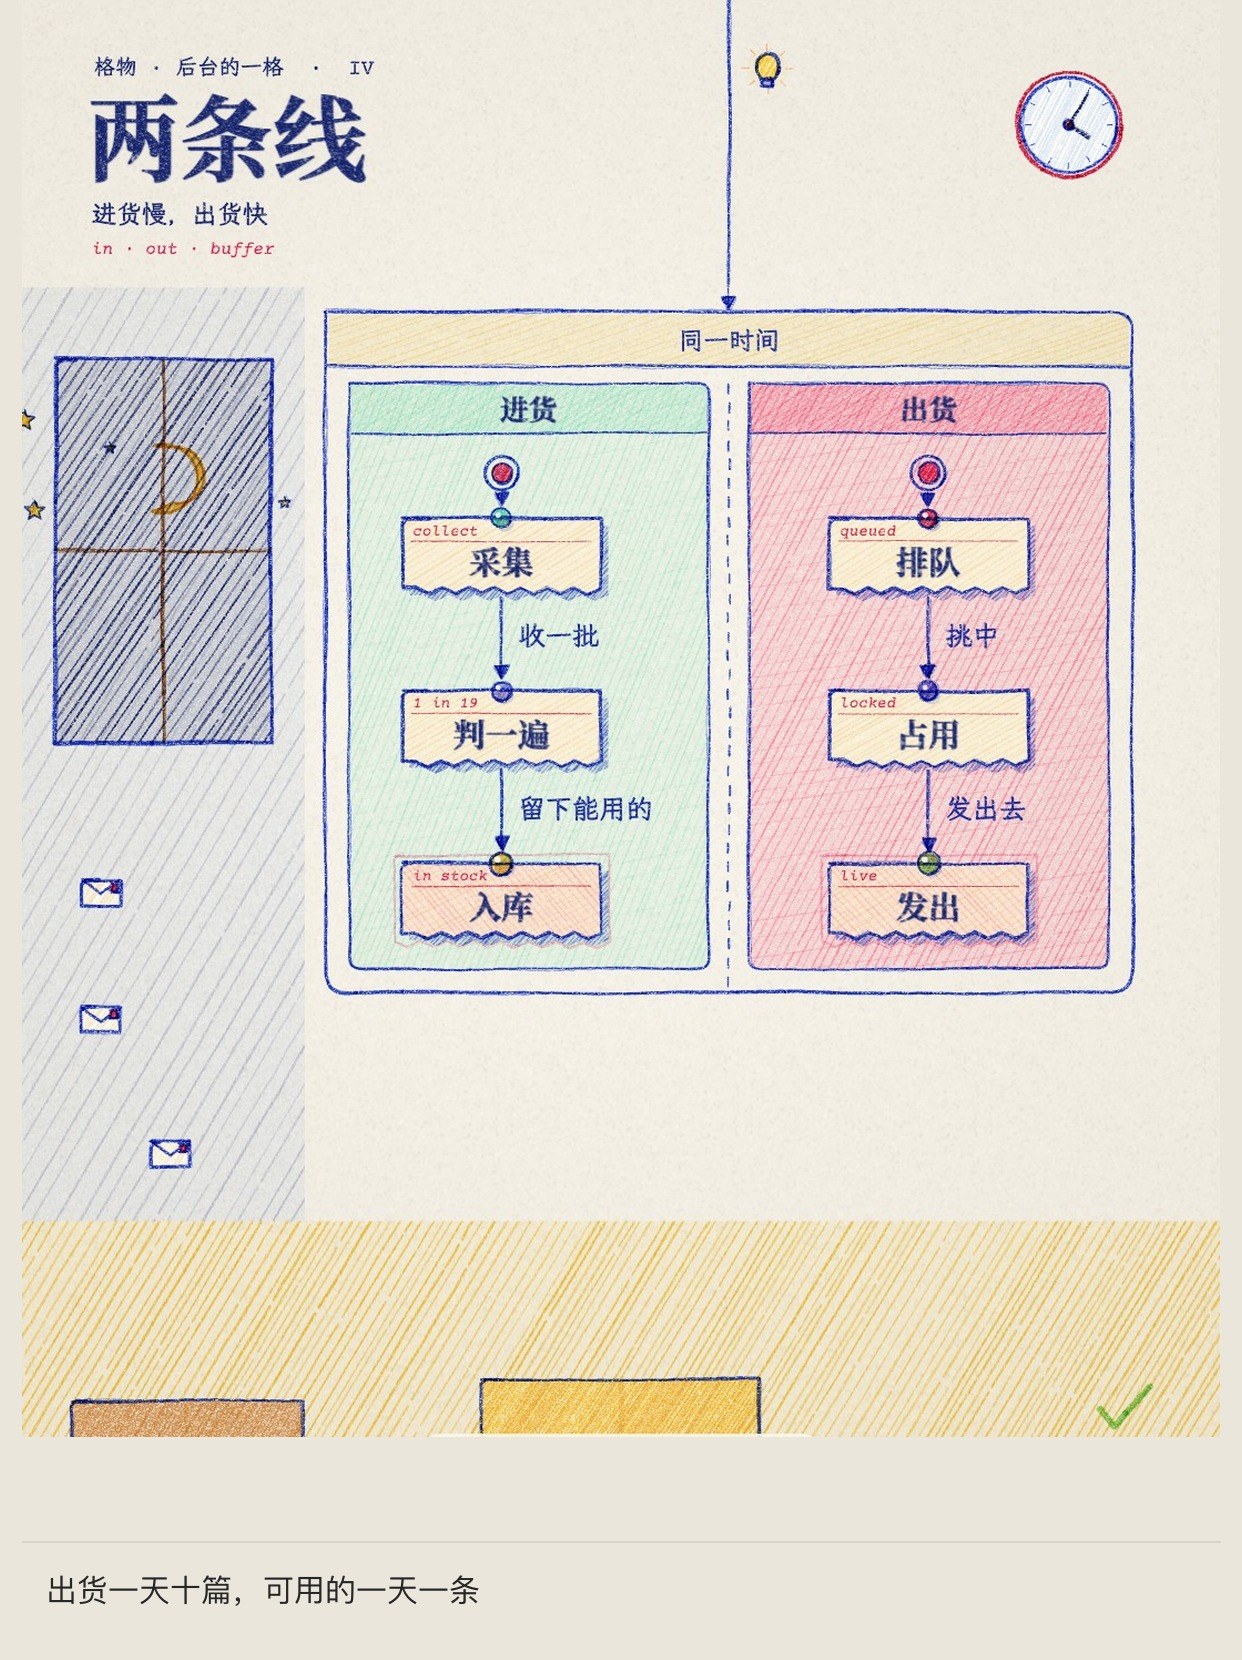 格物 · 后台的一格 · IV
两条线
进货慢，出货快
in · out · buffer
同一时间
进货
collect
采集
收一批
1 in 19
判一遍
留下能用的
in stock
入库
出货
queued
排队
挑中
locked
占用
发出去
live
发出
出货一天十篇，可用的一天一条